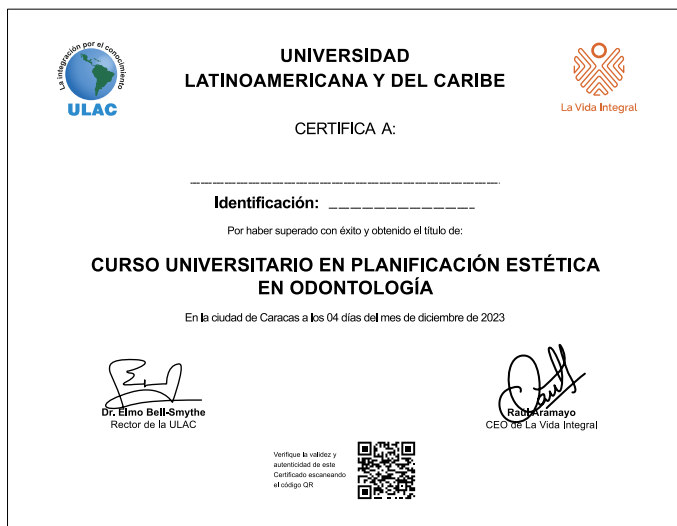 La integración por el conocimiento
ULAC
UNIVERSIDAD
LATINOAMERICANA Y DEL CARIBE
La Vida Integral
CERTIFICA A:
Identificación:
Por haber superado con éxito y obtenido el título de:
CURSO UNIVERSITARIO EN PLANIFICACIÓN ESTÉTICA
EN ODONTOLOGÍA
En la ciudad de Caracas a los 04 días del mes de diciembre de 2023
Dr. Elmo Bell-Smythe
Rector de la ULAC
Raúl Aramayo
CEO de La Vida Integral
Verifique la validez y
autenticidad de este
Certificado escaneando
el código QR